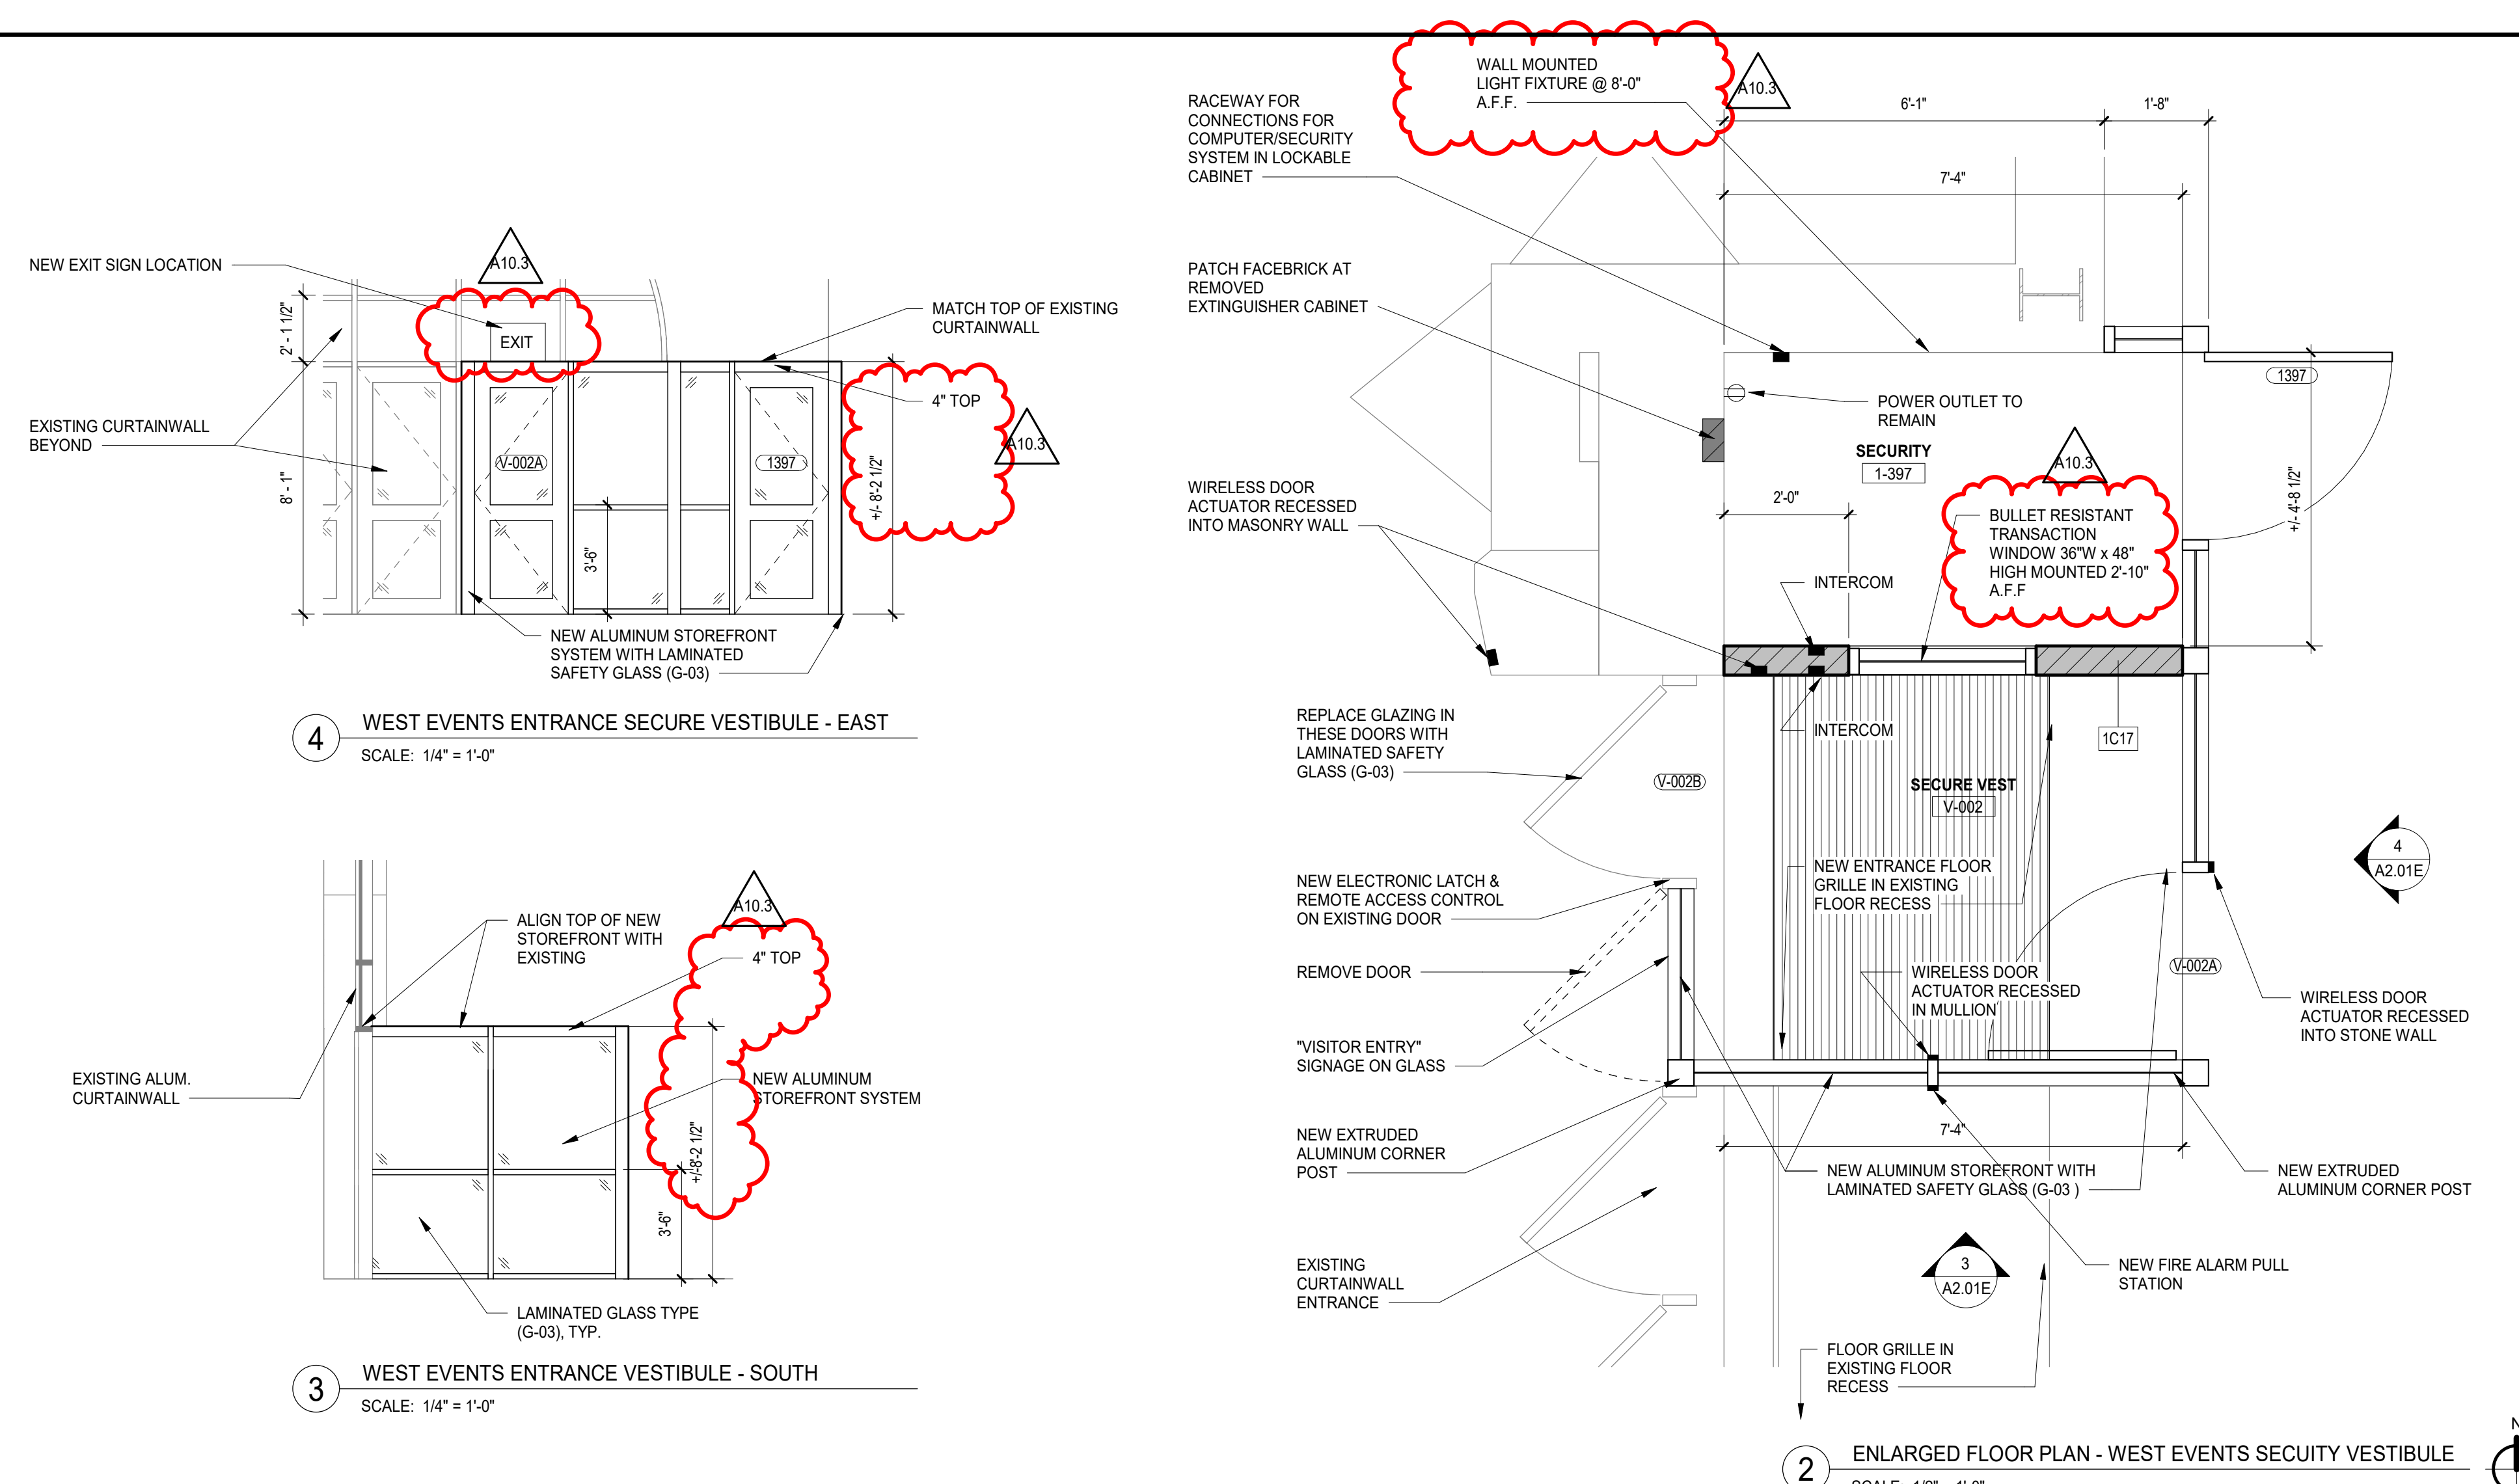 WALL MOUNTED
LIGHT FIXTURE @ 8'-0"
A.F.F.
A10.3
6'-1"
1'-8"
7'-4"
RACEWAY FOR
CONNECTIONS FOR
COMPUTER/SECURITY
SYSTEM IN LOCKABLE
CABINET
PATCH FACEBRICK AT
REMOVED
EXTINGUISHER CABINET
WIRELESS DOOR
ACTUATOR RECESSED
INTO MASONRY WALL
NEW EXIT SIGN LOCATION
A10.3
EXIT
2' - 1 1/2"
MATCH TOP OF EXISTING
CURTAINWALL
4" TOP
A10.3
EXISTING CURTAINWALL
BEYOND
8' - 1"
V-002A
1397
+/- 8'-2 1/2"
3'-6"
NEW ALUMINUM STOREFRONT
SYSTEM WITH LAMINATED
SAFETY GLASS (G-03)
4
WEST EVENTS ENTRANCE SECURE VESTIBULE - EAST
SCALE: 1/4" = 1'-0"
POWER OUTLET TO
REMAIN
SECURITY
1-397
1397
A10.3
2'-0"
+/- 4'-8 1/2"
BULLET RESISTANT
TRANSACTION
WINDOW 36"W x 48"
HIGH MOUNTED 2'-10"
A.F.F
INTERCOM
INTERCOM
1C17
REPLACE GLAZING IN
THESE DOORS WITH
LAMINATED SAFETY
GLASS (G-03)
V-002B
SECURE VEST
V-002
4
A2.01E
NEW ENTRANCE FLOOR
GRILLE IN EXISTING
FLOOR RECESS
NEW ELECTRONIC LATCH &
REMOTE ACCESS CONTROL
ON EXISTING DOOR
REMOVE DOOR
WIRELESS DOOR
ACTUATOR RECESSED
IN MULLION
V-002A
WIRELESS DOOR
ACTUATOR RECESSED
INTO STONE WALL
"VISITOR ENTRY"
SIGNAGE ON GLASS
NEW EXTRUDED
ALUMINUM CORNER
POST
7'-4"
NEW ALUMINUM STOREFRONT WITH
LAMINATED SAFETY GLASS (G-03 )
NEW EXTRUDED
ALUMINUM CORNER POST
EXISTING
CURTAINWALL
ENTRANCE
3
A2.01E
NEW FIRE ALARM PULL
STATION
FLOOR GRILLE IN
EXISTING FLOOR
RECESS
A10.3
ALIGN TOP OF NEW
STOREFRONT WITH
EXISTING
4" TOP
EXISTING ALUM.
CURTAINWALL
NEW ALUMINUM
STOREFRONT SYSTEM
+/-8'-2 1/2"
3'-6"
LAMINATED GLASS TYPE
(G-03), TYP.
3
WEST EVENTS ENTRANCE VESTIBULE - SOUTH
SCALE: 1/4" = 1'-0"
2
ENLARGED FLOOR PLAN - WEST EVENTS SECUITY VESTIBULE